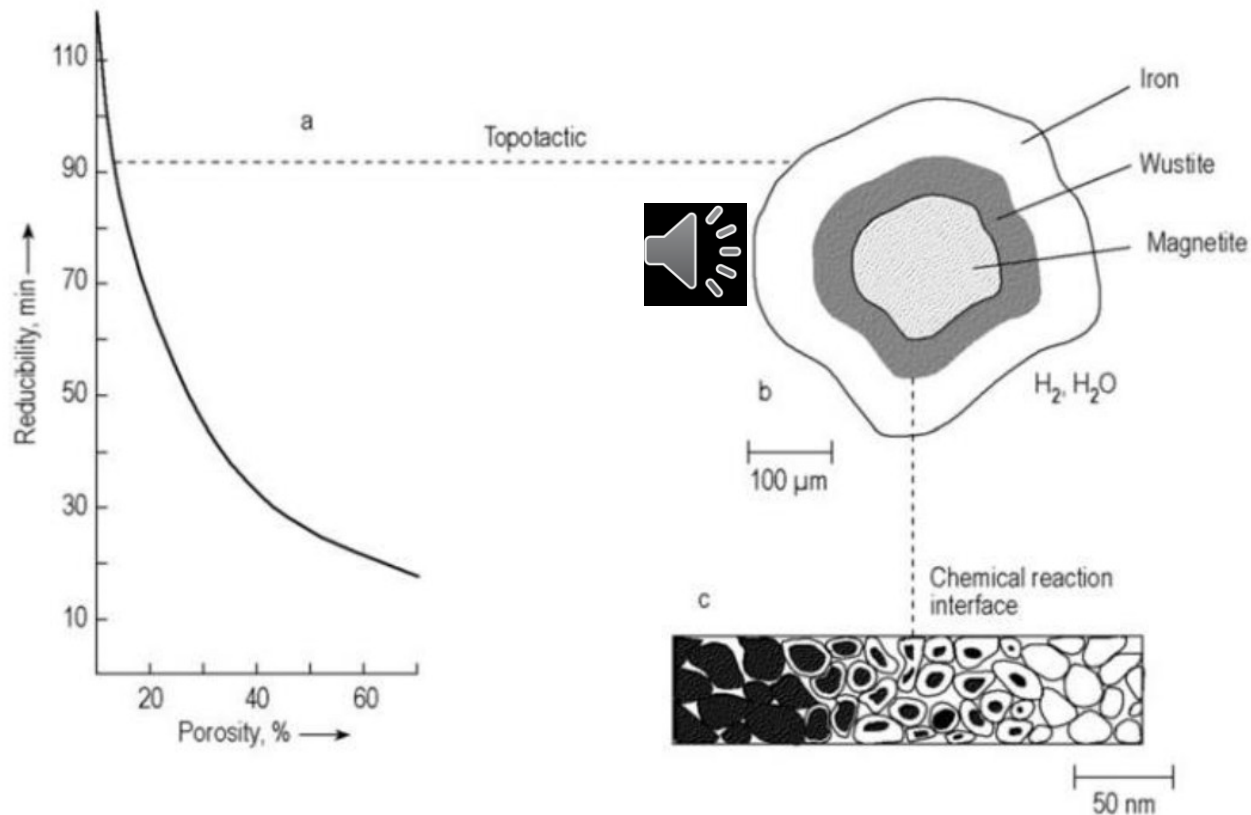 110
90
70
50
30
10
Reducibility, min
20
40
60
Porosity, %
a
Topotactic
Iron
Wustite
Magnetite
H₂, H₂O
b
100 µm
Chemical reaction
interface
c
50 nm